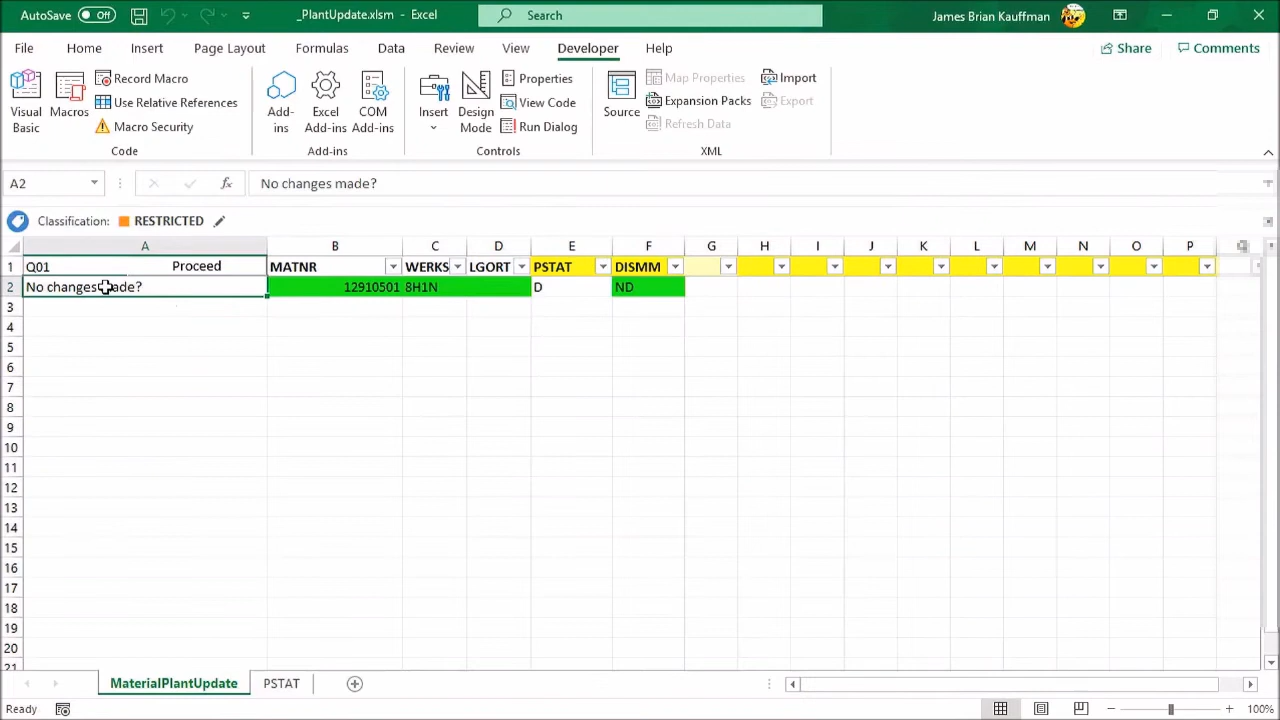 AutoSave Off _PlantUpdate.xlsm - Excel Search James Brian Kauffman
File Home Insert Page Layout Formulas Data Review View Developer Help Share Comments
Visual Basic
Macros
Record Macro
Use Relative References
Macro Security
Code
Add-ins
Excel Add-ins
COM Add-ins
Add-ins
Insert
Design Mode
Properties
View Code
Run Dialog
Controls
Source
Map Properties
Expansion Packs
Refresh Data
Import
Export
XML
A2 fx No changes made?
Classification: RESTRICTED
A B C D E F G H I J K L M N O P
1 Q01 Proceed MATNR WERKS LGORT PSTAT DISMM
2 No changes made? 12910501 8H1N D ND
3
4
5
6
7
8
9
10
11
12
13
14
15
16
17
18
19
20
21
MaterialPlantUpdate PSTAT
Ready 100%